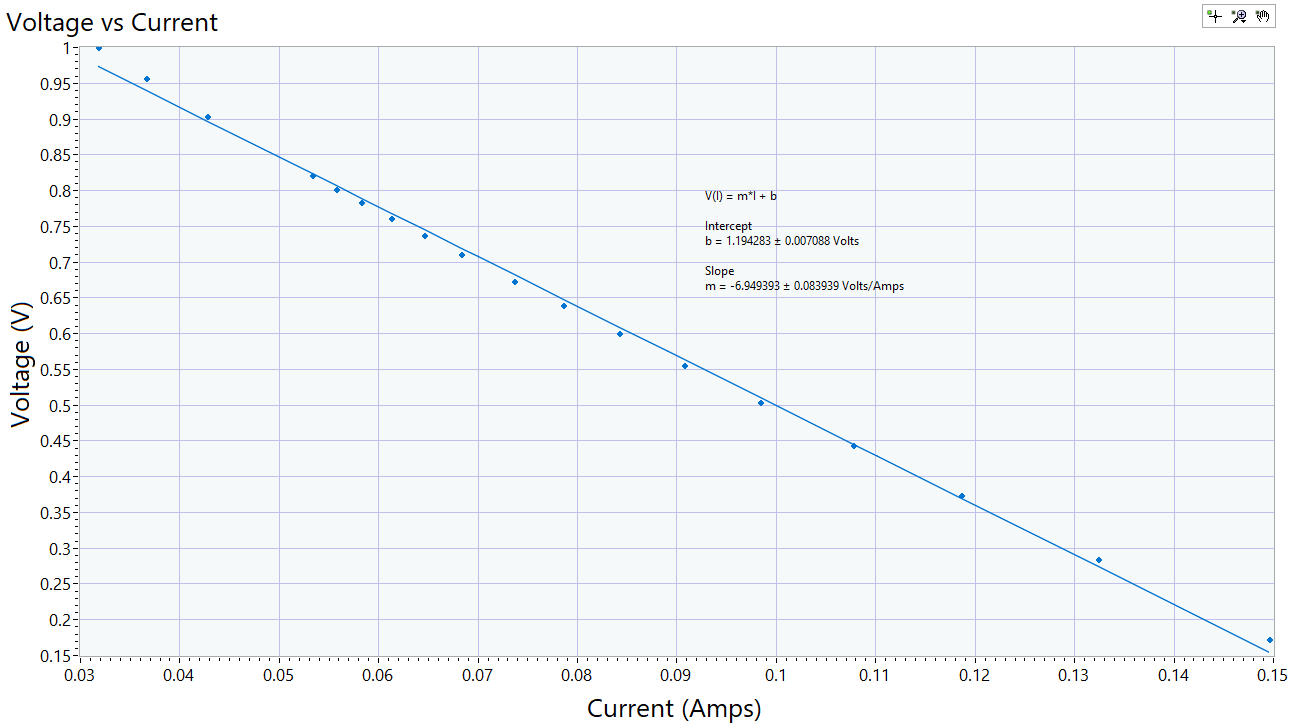 Voltage vs Current
1
0.95
0.9
0.85
0.8
0.75
0.7
0.65
0.6
0.55
0.5
0.45
0.4
0.35
0.3
0.25
0.2
0.15
Voltage (V)
V(I) = m*I + b
Intercept
b = 1.194283 ± 0.007088 Volts
Slope
m = -6.949393 ± 0.083939 Volts/Amps
0.03 0.04 0.05 0.06 0.07 0.08 0.09 0.1 0.11 0.12 0.13 0.14 0.15
Current (Amps)